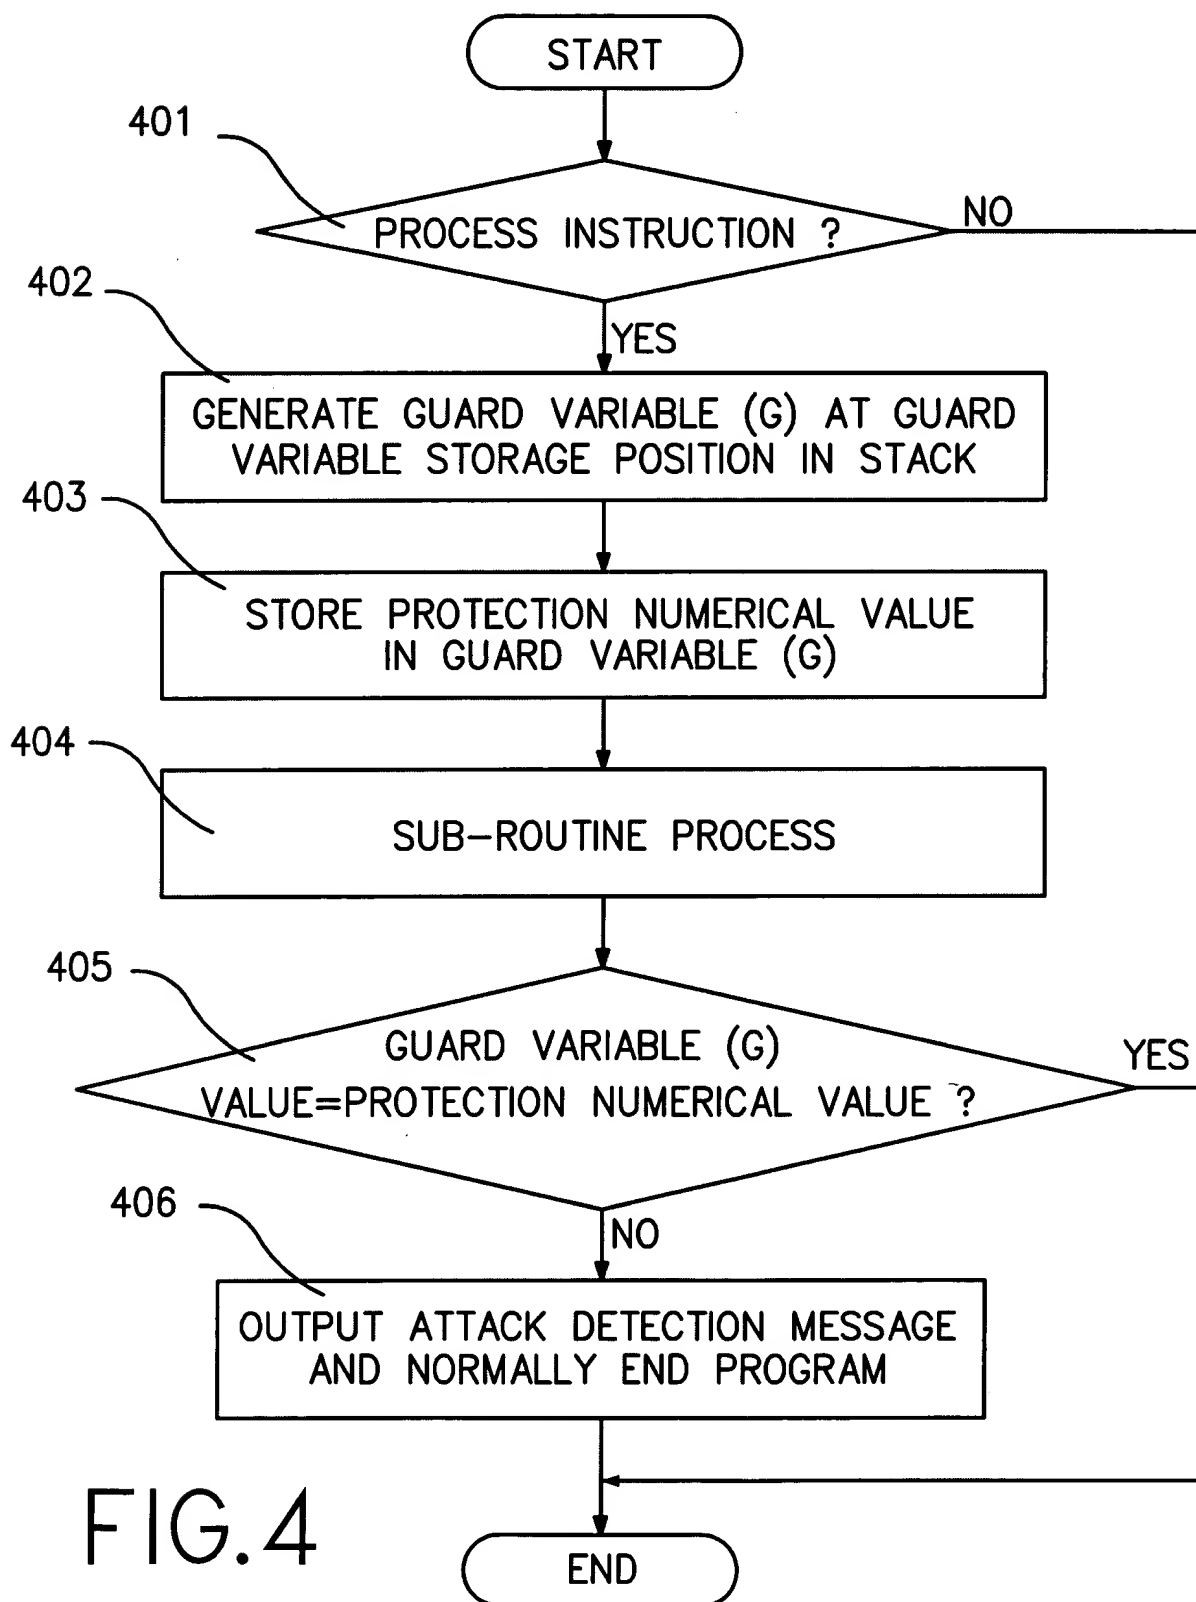 START
401
PROCESS INSTRUCTION ?
NO
402
YES
GENERATE GUARD VARIABLE (G) AT GUARD
VARIABLE STORAGE POSITION IN STACK
403
STORE PROTECTION NUMERICAL VALUE
IN GUARD VARIABLE (G)
404
SUB-ROUTINE PROCESS
405
GUARD VARIABLE (G)
VALUE=PROTECTION NUMERICAL VALUE ?
YES
406
NO
OUTPUT ATTACK DETECTION MESSAGE
AND NORMALLY END PROGRAM
FIG.4
END